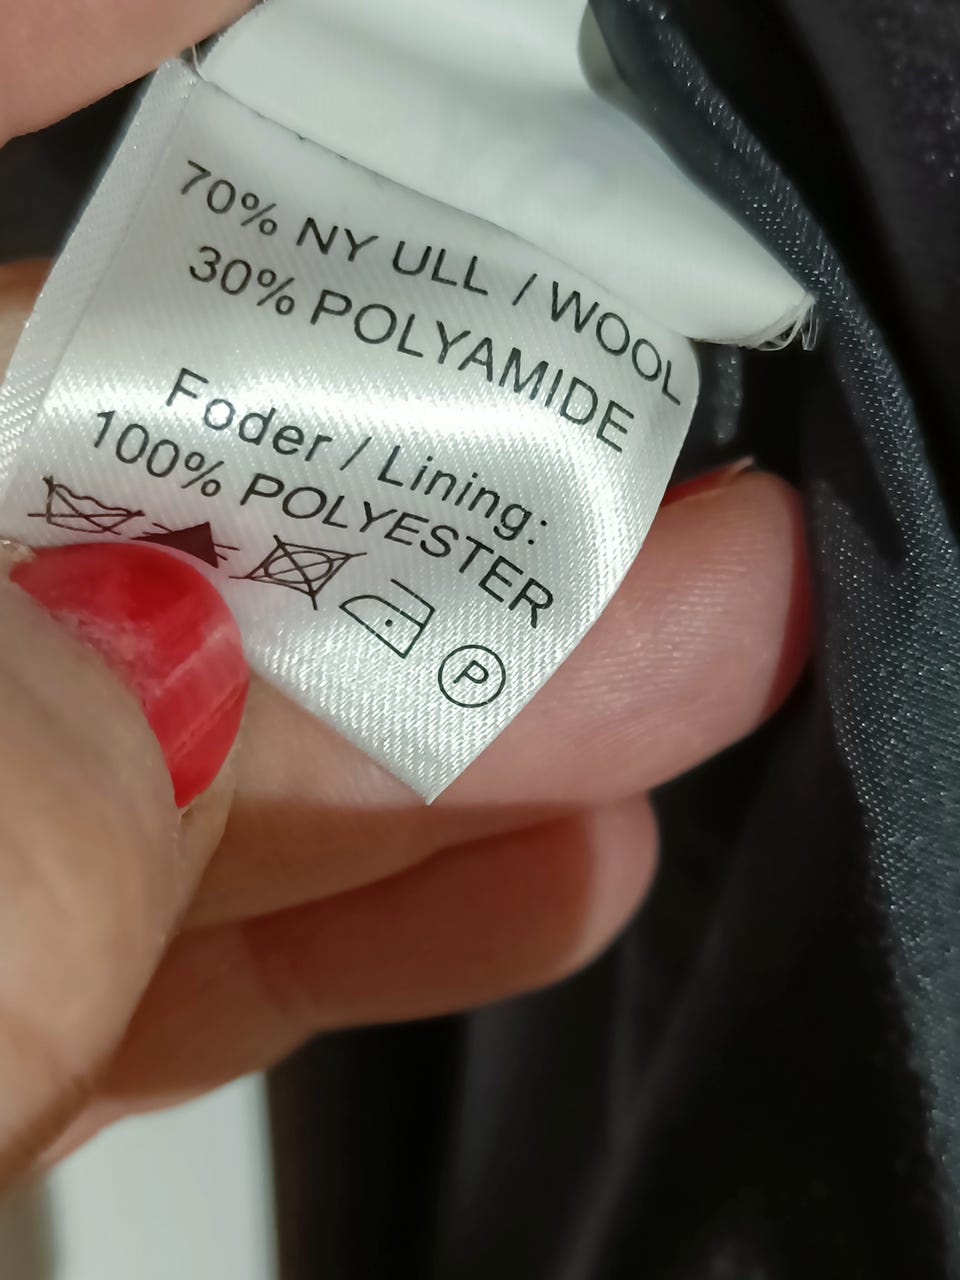 70% NY ULL / WOOL
30% POLYAMIDE
Foder / Lining:
100% POLYESTER
P